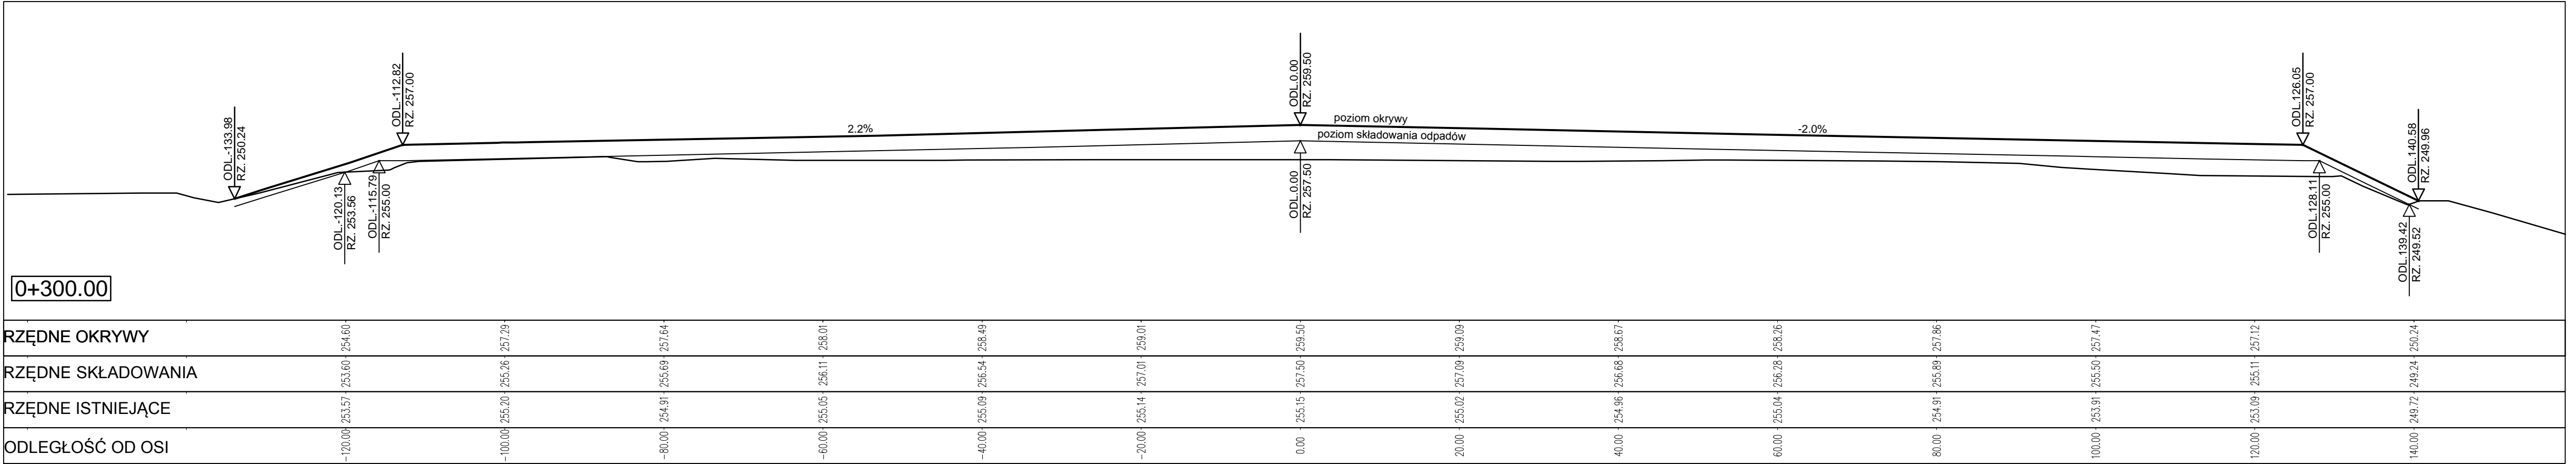 ODL.-133.98
RZ. 250.24
ODL.-112.82
RZ. 257.00
ODL.0.00
RZ. 259.50
ODL.126.05
RZ. 257.00
ODL.140.58
RZ. 249.96
2.2%
poziom okrywy
poziom składowania odpadów
-2.0%
ODL.-120.13
RZ. 253.56
ODL.-115.79
RZ. 255.00
ODL.0.00
RZ. 257.50
ODL.128.11
RZ. 255.00
ODL.139.42
RZ. 249.52
0+300.00
RZĘDNE OKRYWY 254.60 257.29 257.64 258.01 258.49 259.01 259.50 259.09 258.67 258.26 257.86 257.47 257.12 250.24
RZĘDNE SKŁADOWANIA 253.60 255.26 255.69 256.11 256.54 257.01 257.50 257.09 256.68 256.28 255.89 255.50 255.11 249.24
RZĘDNE ISTNIEJĄCE 253.57 255.20 254.91 255.05 255.09 255.14 255.15 255.02 254.96 255.04 254.91 253.91 253.09 249.72
ODLEGŁOŚĆ OD OSI -120.00 -100.00 -80.00 -60.00 -40.00 -20.00 0.00 20.00 40.00 60.00 80.00 100.00 120.00 140.00